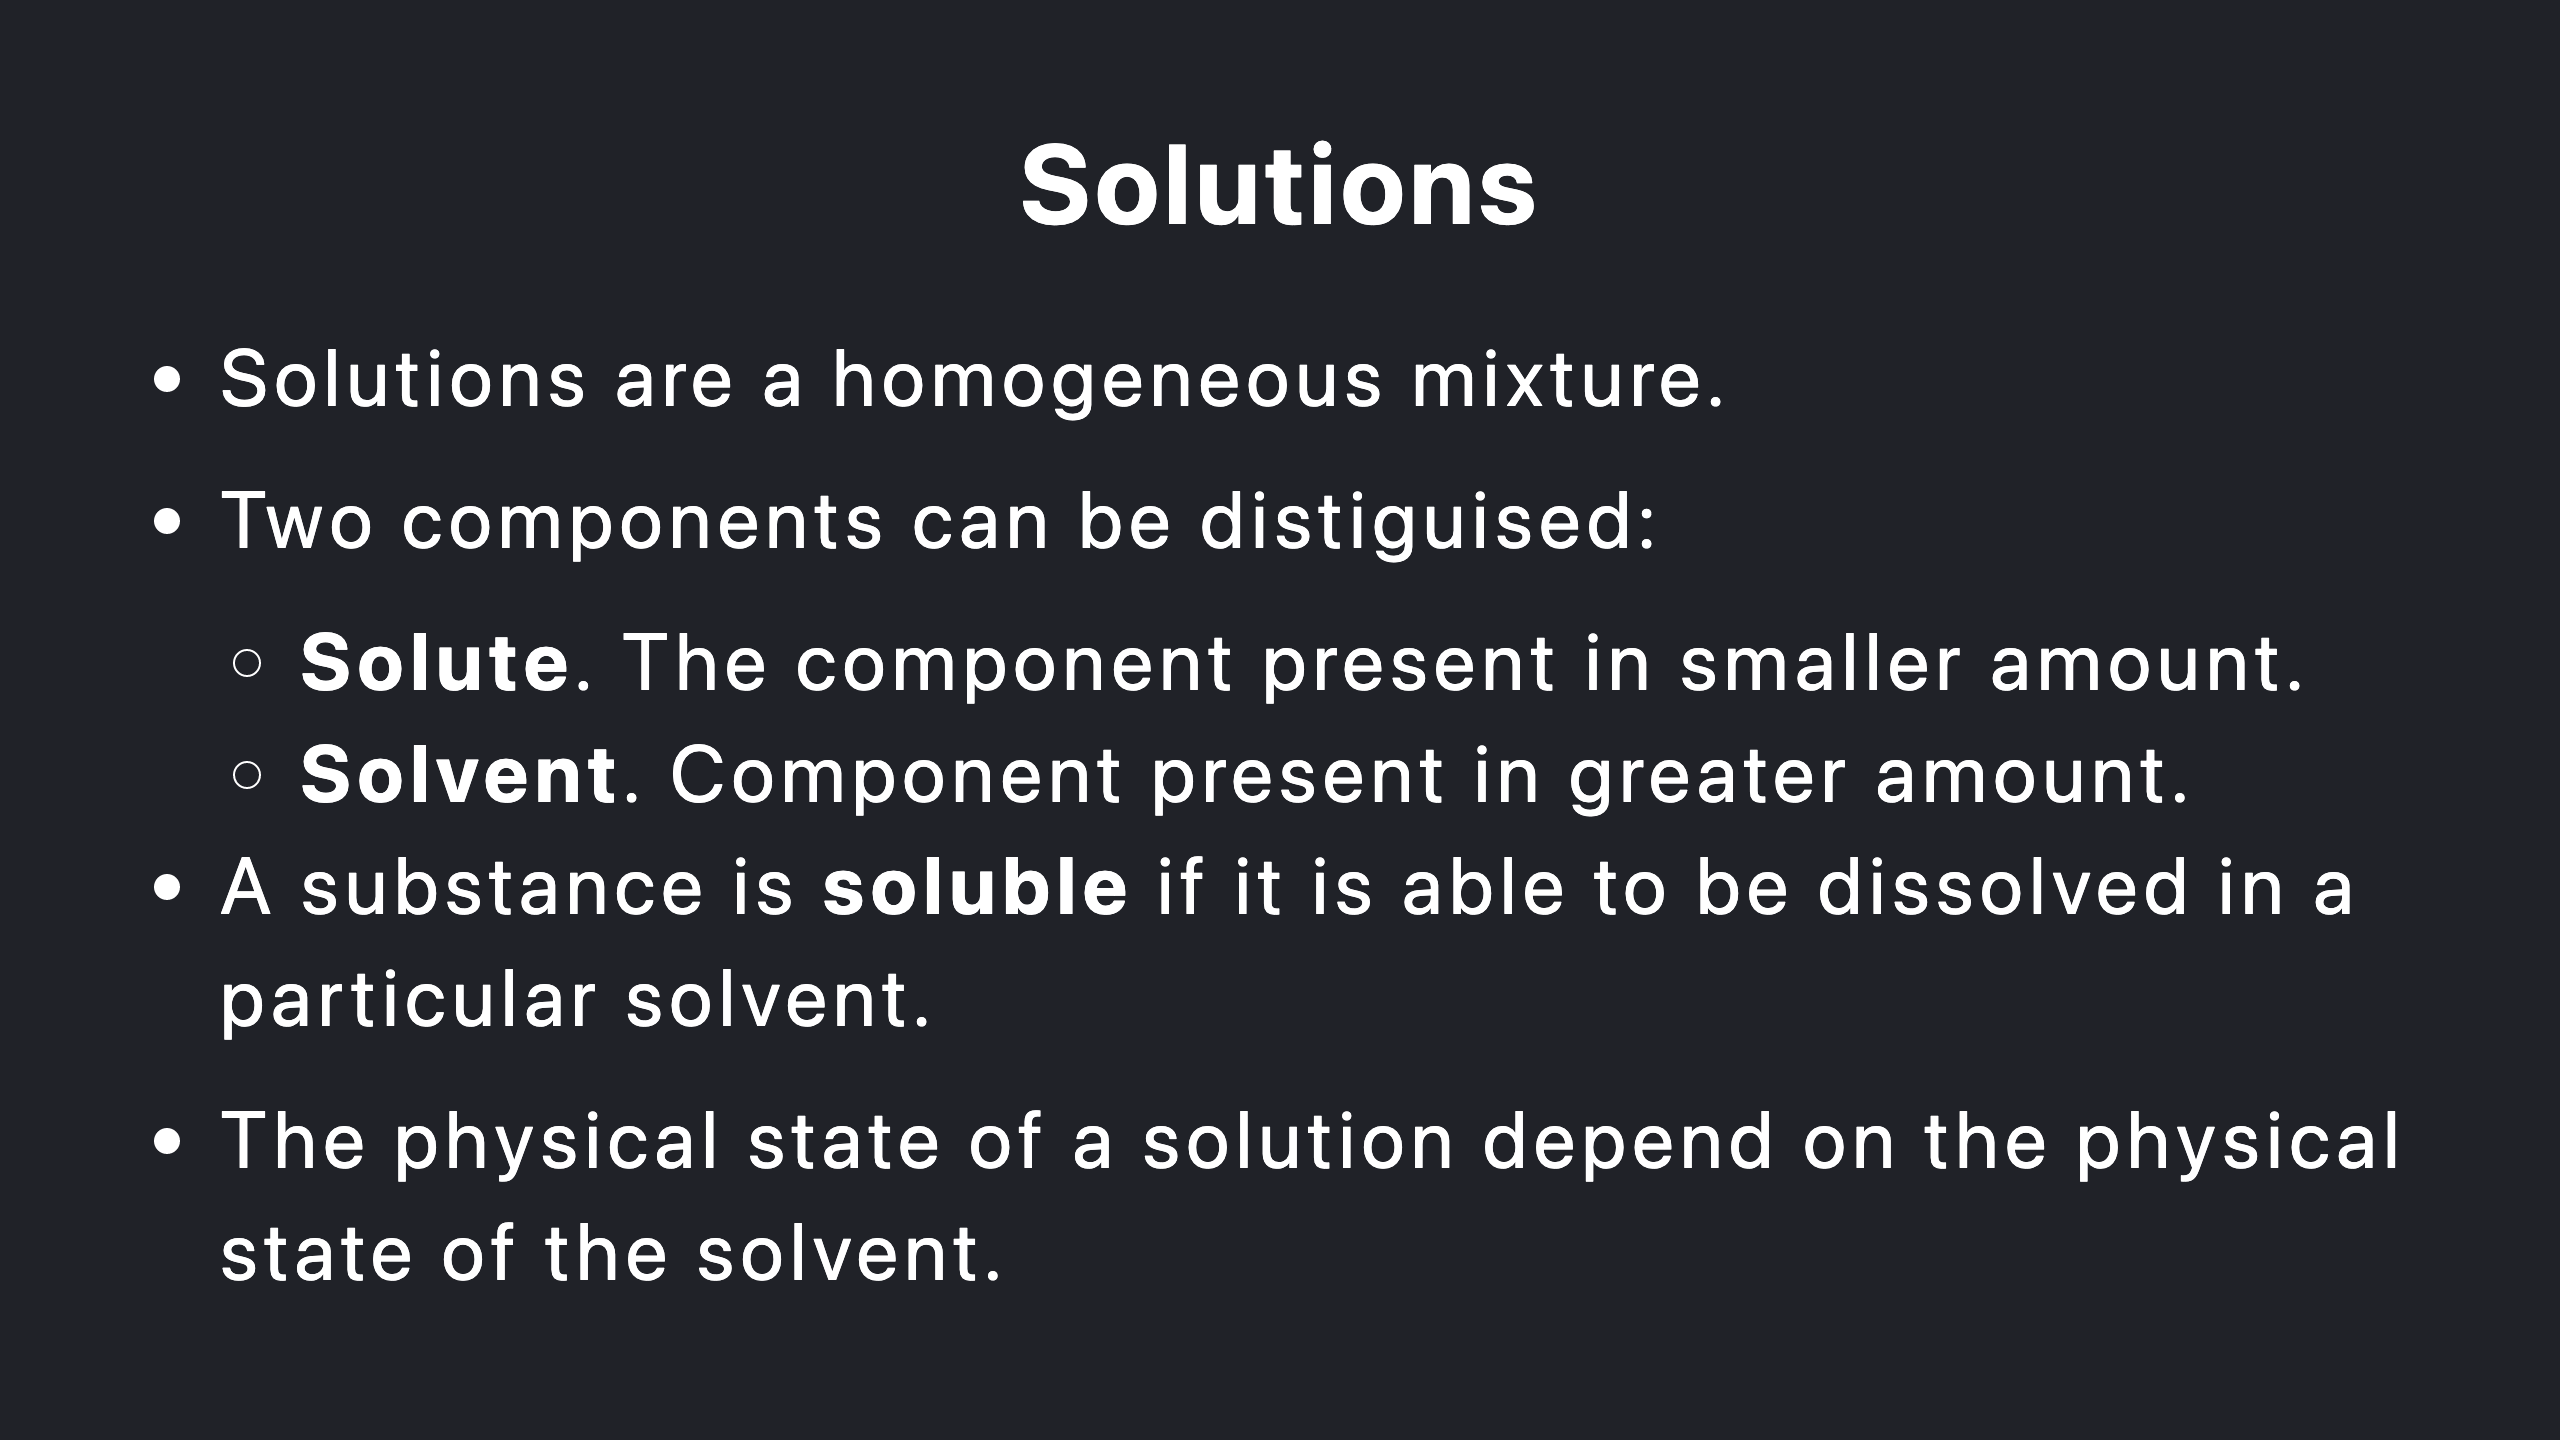 Solutions
• Solutions are a homogeneous mixture.
• Two components can be distiguised:
○ Solute. The component present in smaller amount.
○ Solvent. Component present in greater amount.
• A substance is soluble if it is able to be dissolved in a
particular solvent.
• The physical state of a solution depend on the physical
state of the solvent.